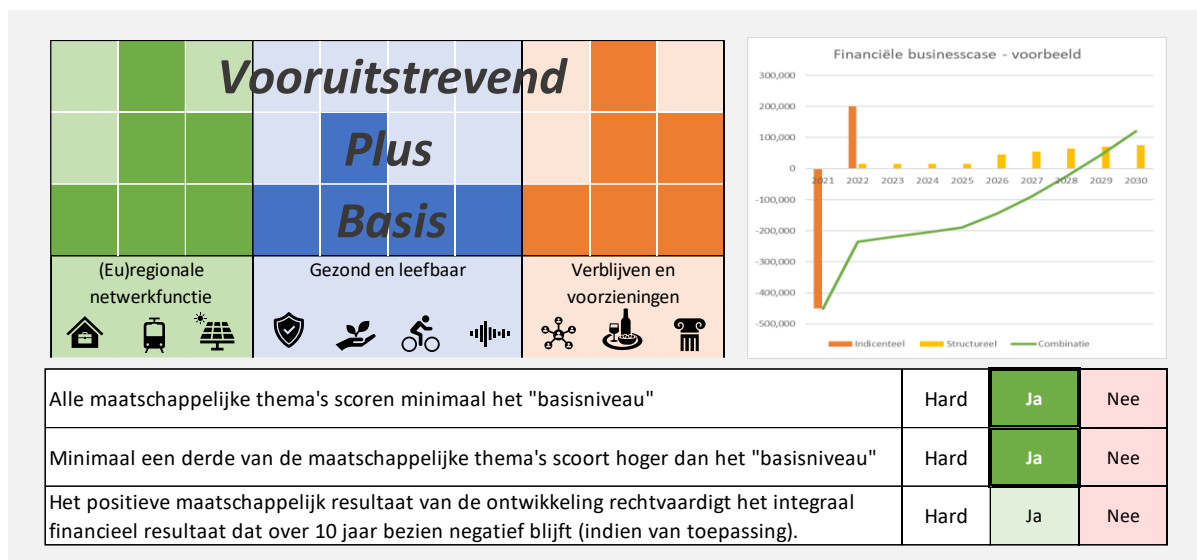 Vooruitstrevend
Plus
Basis
(Eu)regionale
netwerkfunctie
Gezond en leefbaar
Verblijven en
voorzieningen
Financiële businesscase - voorbeeld
300,000
200,000
100,000
0
-100,000
-200,000
-300,000
-400,000
-500,000
2021 2022 2023 2024 2025 2026 2027 2028 2029 2030
Indicenteel Structureel Combinatie
Alle maatschappelijke thema's scoren minimaal het "basisniveau" Hard Ja Nee
Minimaal een derde van de maatschappelijke thema's scoort hoger dan het "basisniveau" Hard Ja Nee
Het positieve maatschappelijk resultaat van de ontwikkeling rechtvaardigt het integraal
financieel resultaat dat over 10 jaar bezien negatief blijft (indien van toepassing). Hard Ja Nee